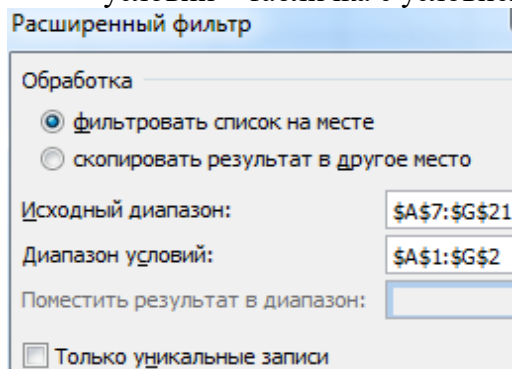 Расширенный фильтр
Обработка
фильтровать список на месте
скопировать результат в другое место
Исходный диапазон: $A$7:$G$21
Диапазон условий: $A$1:$G$2
Поместить результат в диапазон:
Только уникальные записи